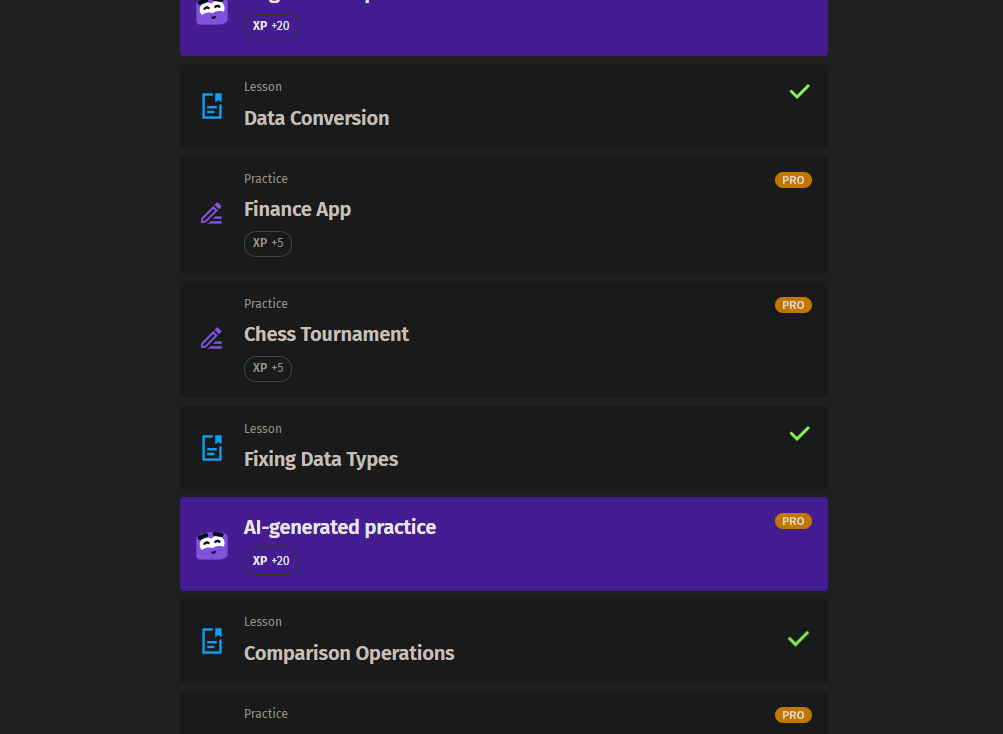 XP +20
Lesson
Data Conversion
Practice
PRO
Finance App
XP +5
Practice
PRO
Chess Tournament
XP +5
Lesson
Fixing Data Types
AI-generated practice
PRO
XP +20
Lesson
Comparison Operations
Practice
PRO